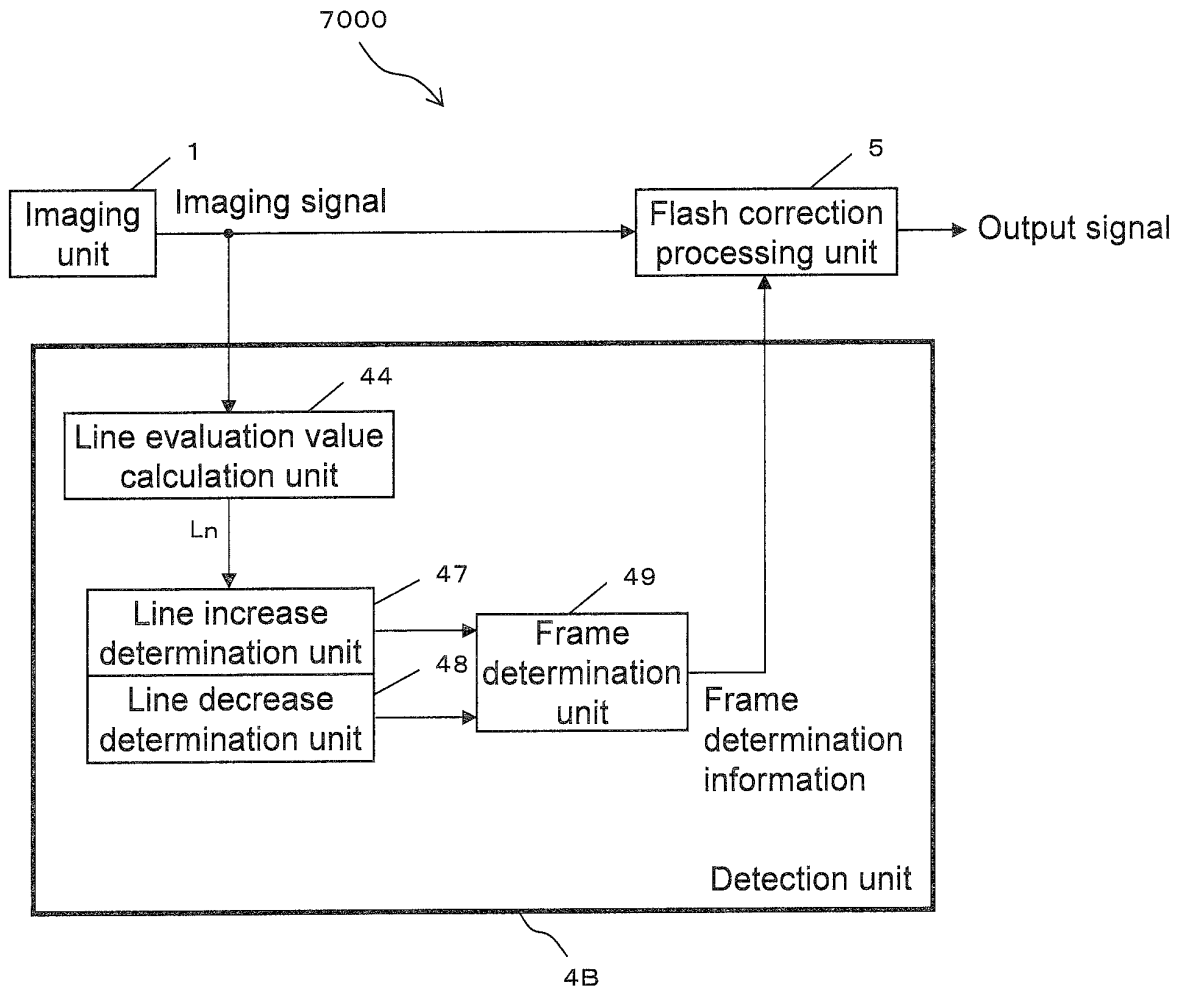 7000
1
5
Imaging
unit
Imaging signal
Flash correction
processing unit
Output signal
44
Line evaluation value
calculation unit
Ln
47
Line increase
determination unit
48
Line decrease
determination unit
49
Frame
determination
unit
Frame
determination
information
Detection unit
4B